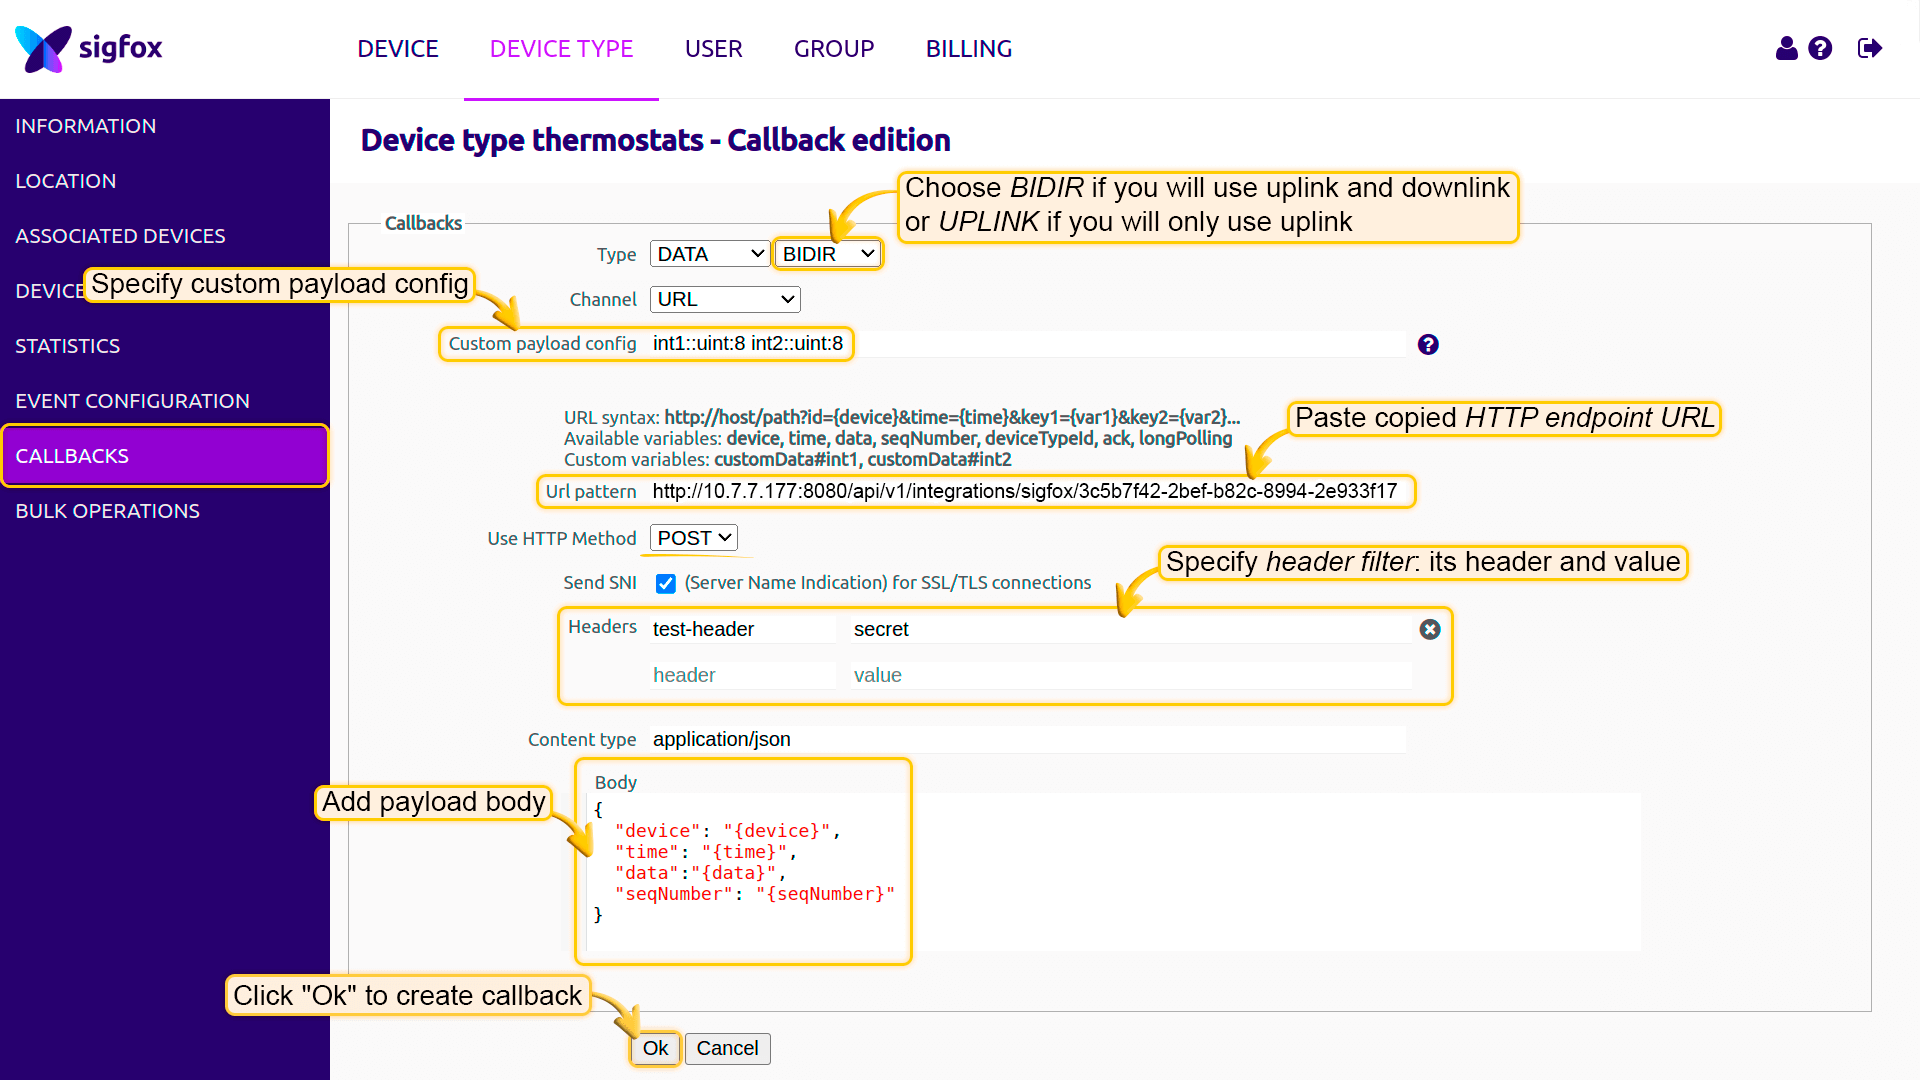 sigfox
DEVICE
DEVICE TYPE
USER
GROUP
BILLING
INFORMATION
LOCATION
ASSOCIATED DEVICES
DEVICE
STATISTICS
EVENT CONFIGURATION
CALLBACKS
BULK OPERATIONS
Device type thermostats - Callback edition
Choose BIDIR if you will use uplink and downlink
or UPLINK if you will only use uplink
Callbacks
Type DATA BIDIR
Specify custom payload config
Channel URL
Custom payload config int1::uint:8 int2::uint:8
URL syntax: http://host/path?id={device}&time={time}&key1={var1}&key2={var2}...
Available variables: device, time, data, seqNumber, deviceTypeId, ack, longPolling
Custom variables: customData#int1, customData#int2
Paste copied HTTP endpoint URL
Url pattern http://10.7.7.177:8080/api/v1/integrations/sigfox/3c5b7f42-2bef-b82c-8994-2e933f17
Use HTTP Method POST
Specify header filter: its header and value
Send SNI (Server Name Indication) for SSL/TLS connections
Headers test-header secret
header value
Content type application/json
Add payload body
Body
{
"device": "{device}",
"time": "{time}",
"data":"{data}",
"seqNumber": "{seqNumber}"
}
Click "Ok" to create callback
Ok Cancel